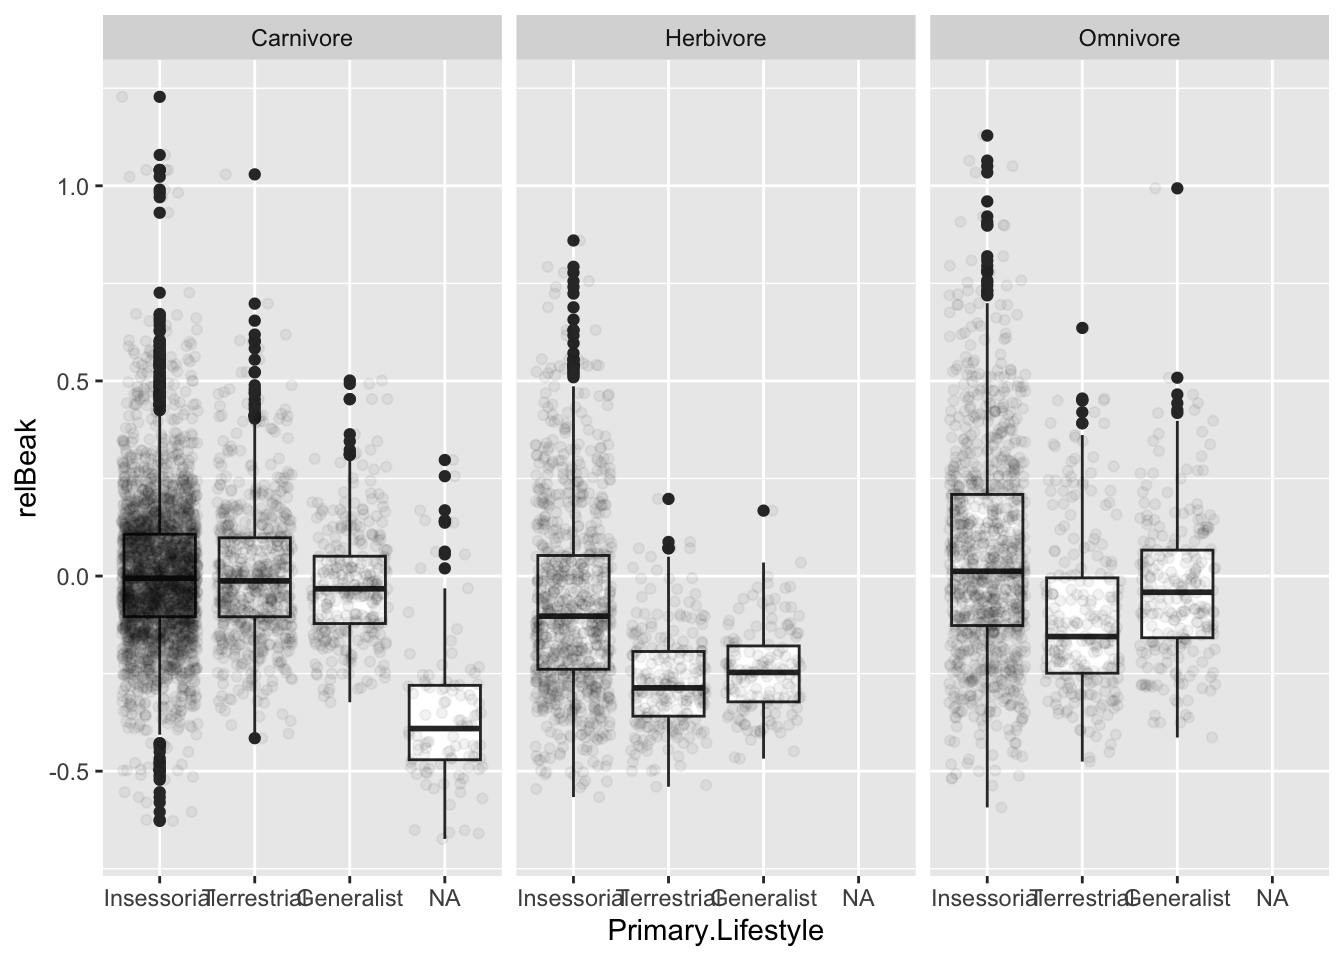 Carnivore Herbivore Omnivore
relBeak
1.0
0.5
0.0
-0.5
Insessorial Terrestrial Generalist NA Insessorial Terrestrial Generalist NA Insessorial Terrestrial Generalist NA
Primary.Lifestyle